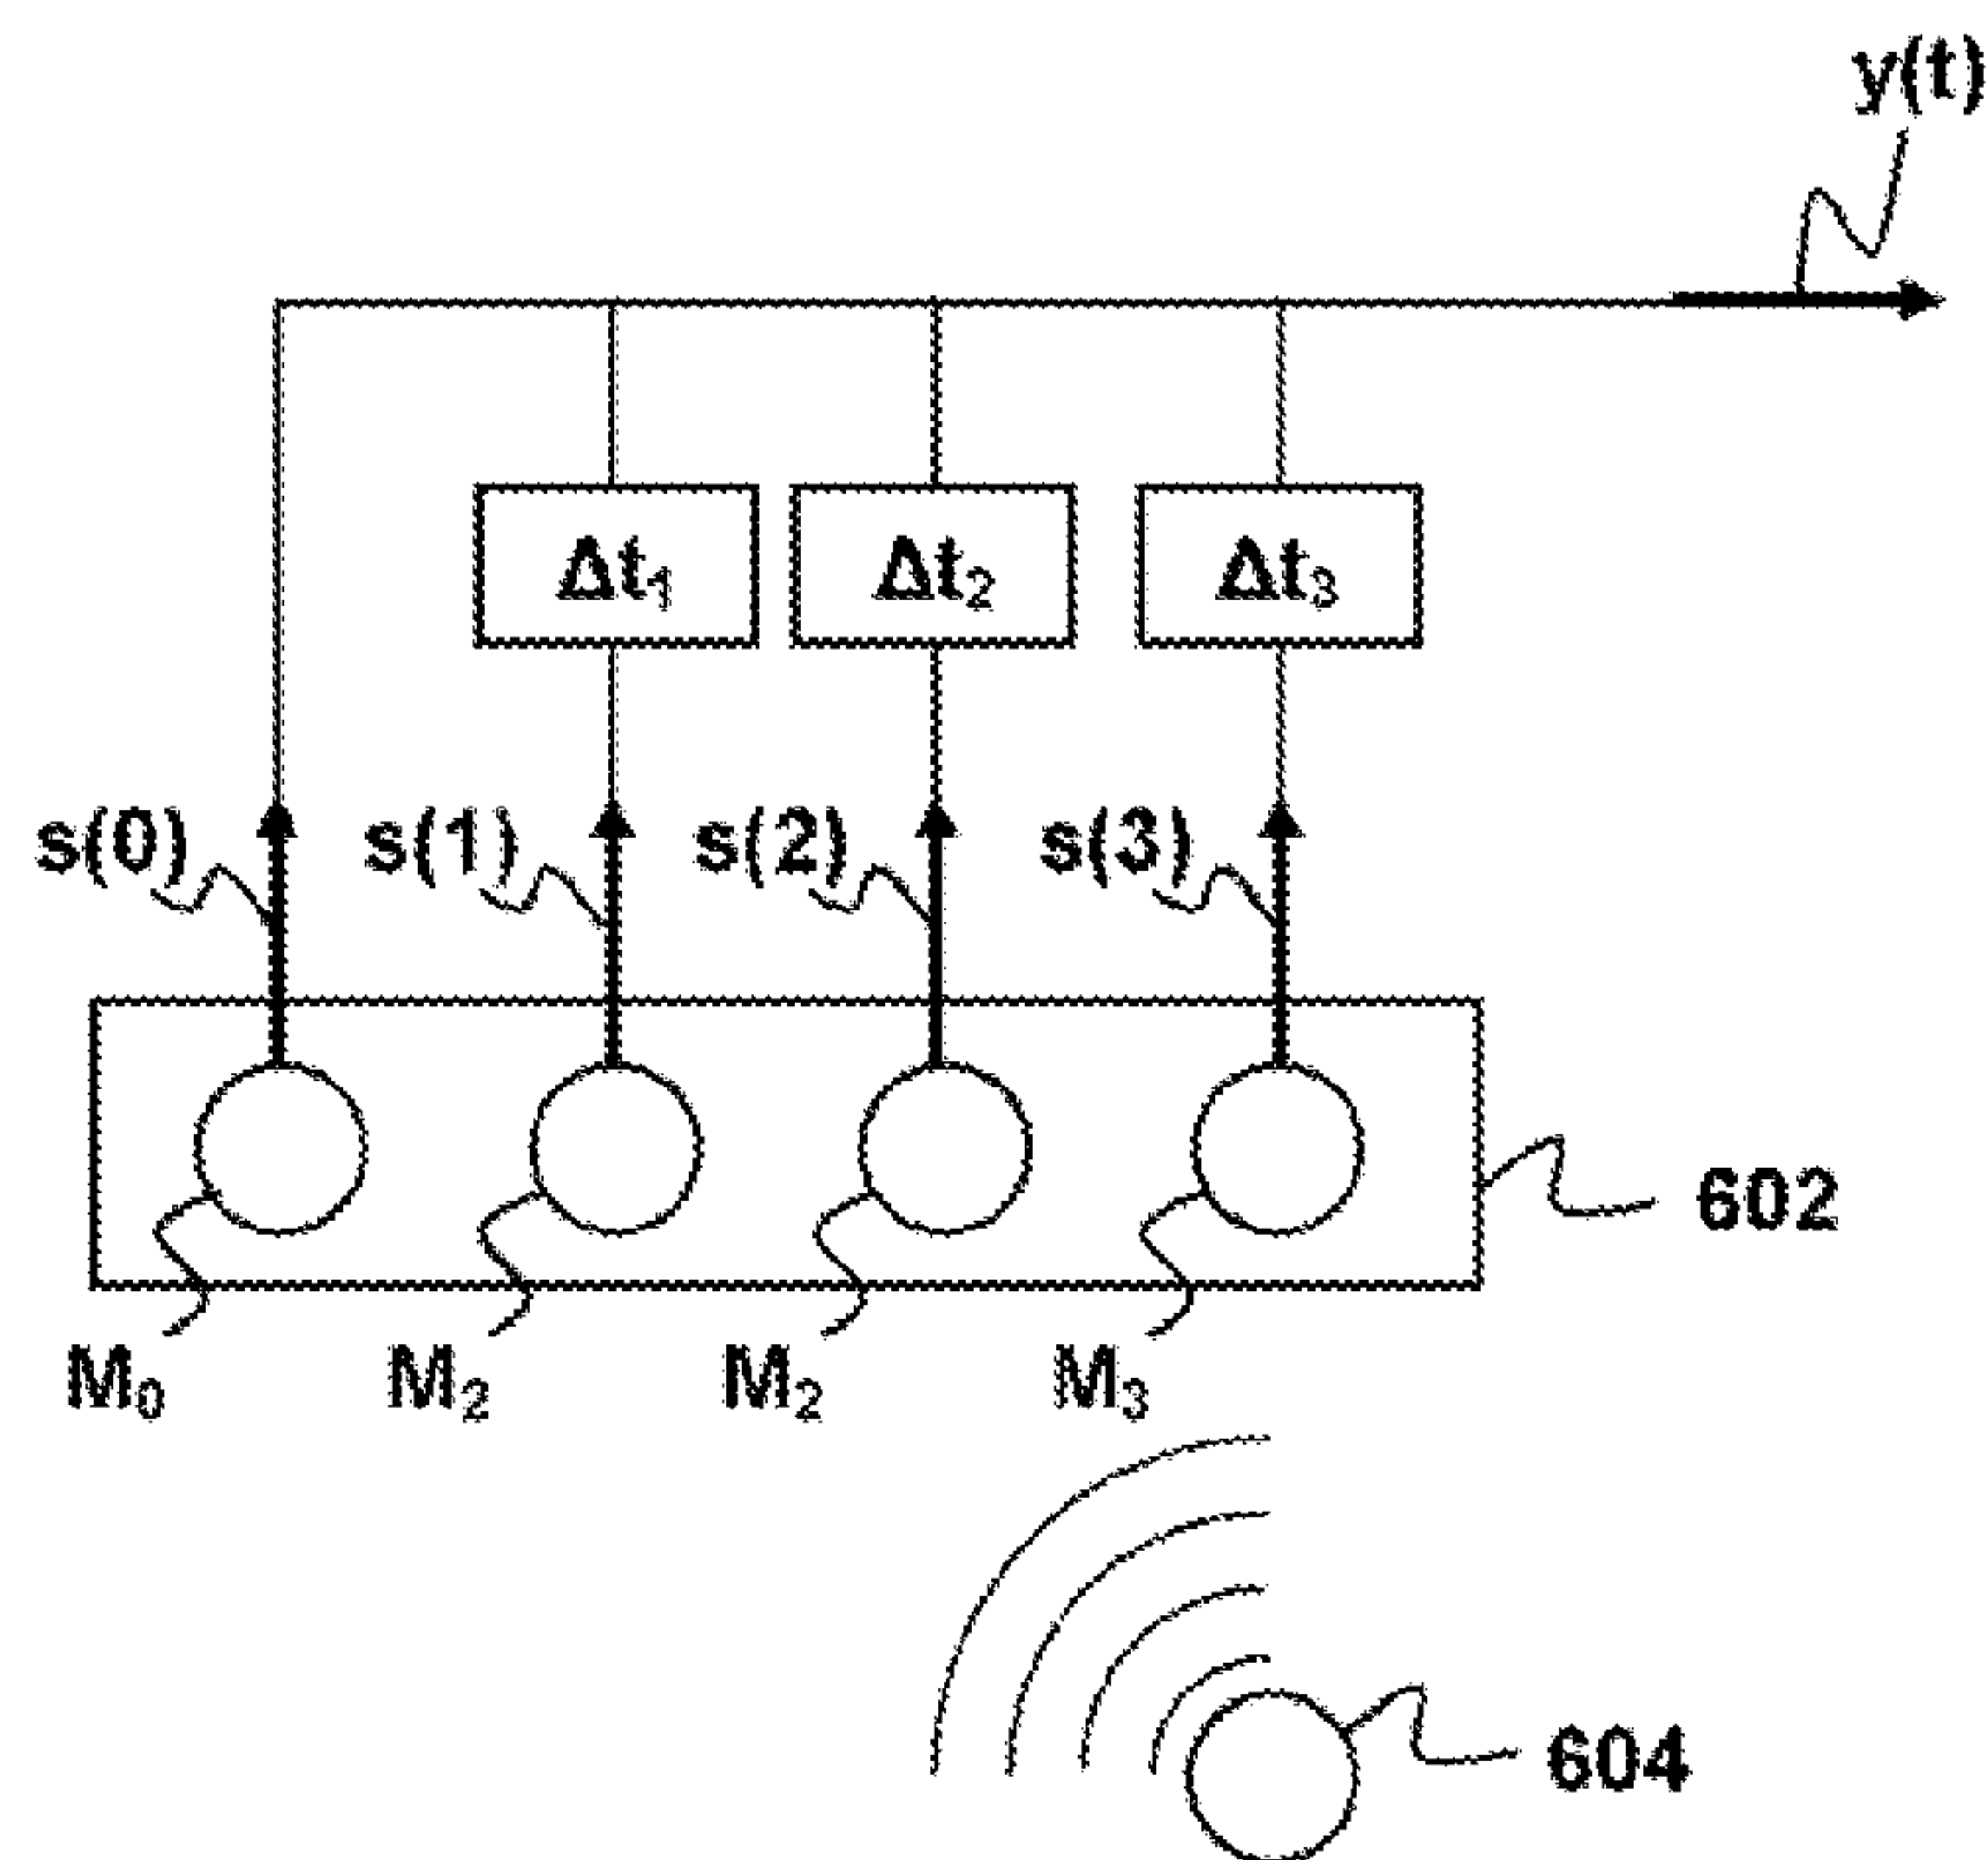 y(t)
Δt₁ Δt₂ Δt₃
s(0) s(1) s(2) s(3)
602
M₀ M₂ M₂ M₃
604